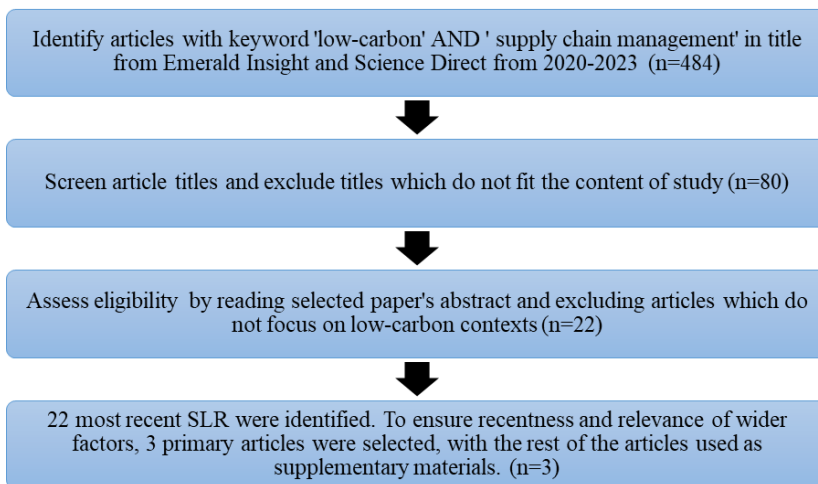 Identify articles with keyword 'low-carbon' AND ' supply chain management' in title
from Emerald Insight and Science Direct from 2020-2023 (n=484)
Screen article titles and exclude titles which do not fit the content of study (n=80)
Assess eligibility by reading selected paper's abstract and excluding articles which do
not focus on low-carbon contexts (n=22)
22 most recent SLR were identified. To ensure recentness and relevance of wider
factors, 3 primary articles were selected, with the rest of the articles used as
supplementary materials. (n=3)